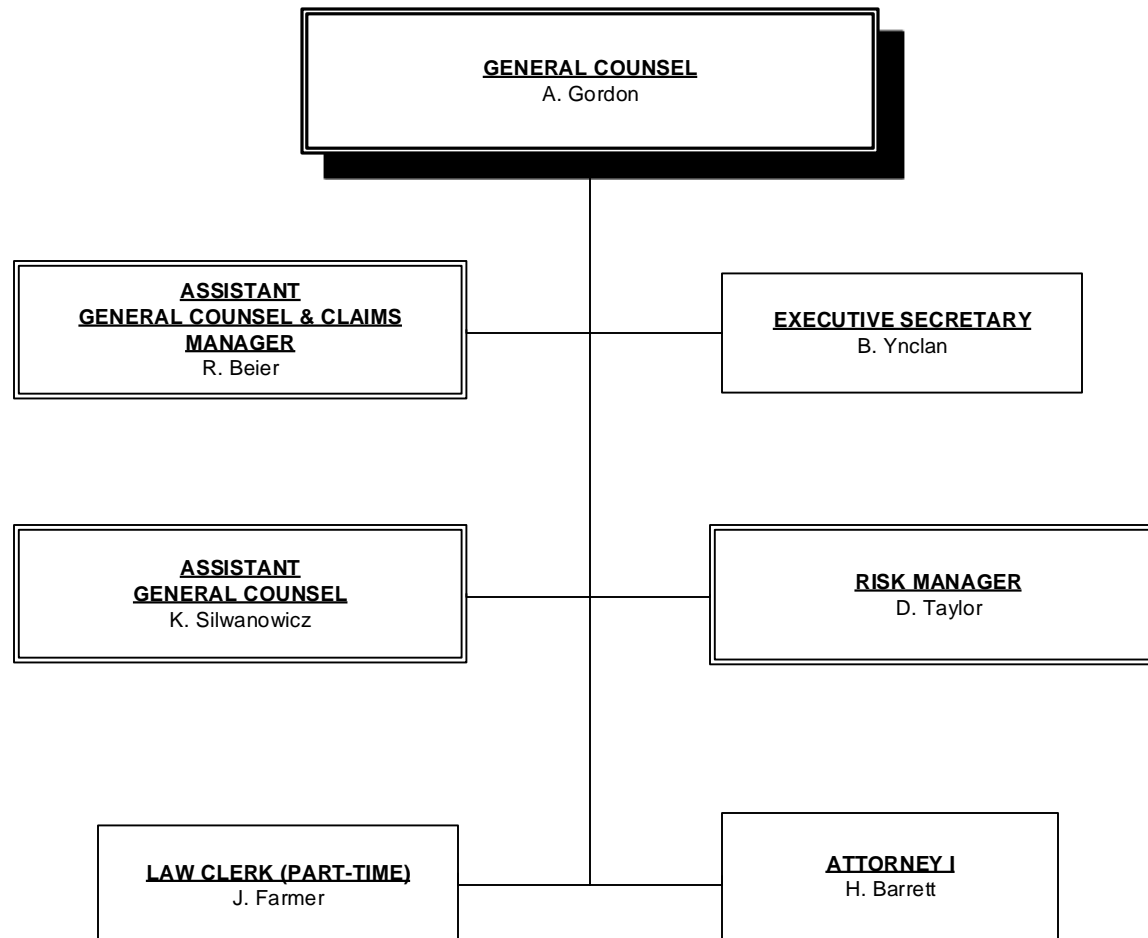 GENERAL COUNSEL
A. Gordon
ASSISTANT
GENERAL COUNSEL & CLAIMS
MANAGER
R. Beier
EXECUTIVE SECRETARY
B. Ynclan
ASSISTANT
GENERAL COUNSEL
K. Silwanowicz
RISK MANAGER
D. Taylor
LAW CLERK (PART-TIME)
J. Farmer
ATTORNEY I
H. Barrett